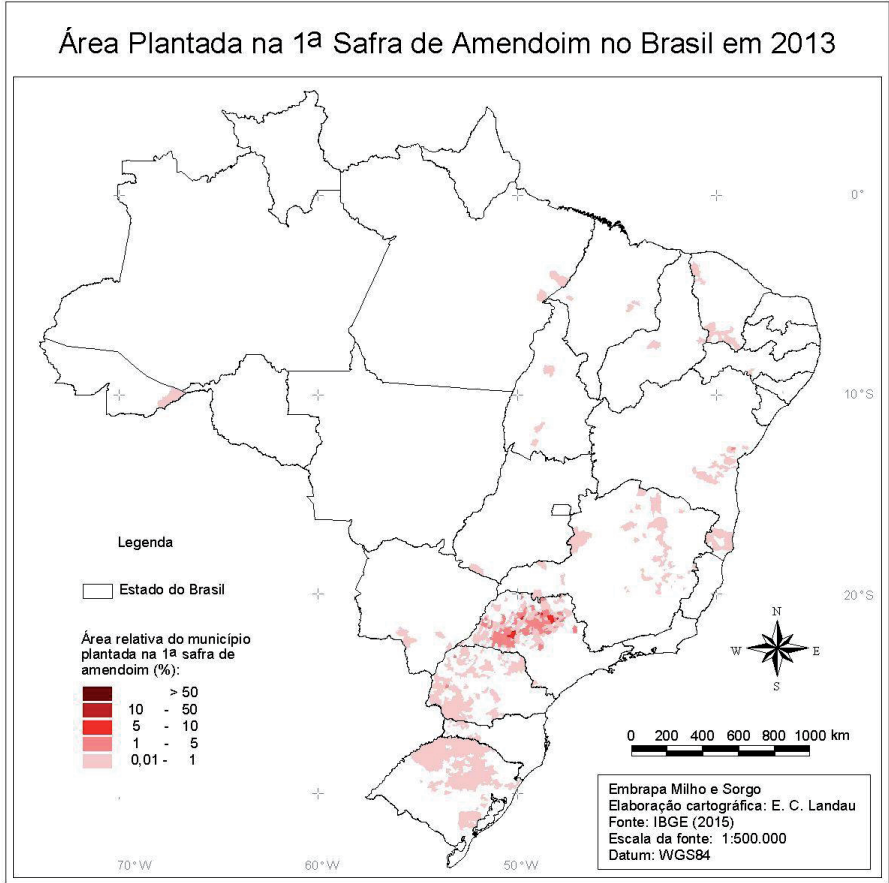 Área Plantada na 1ª Safra de Amendoim no Brasil em 2013
0°
10°S
20°S
Legenda
Estado do Brasil
Área relativa do município
plantada na 1ª safra de
amendoim (%):
> 50
10 - 50
5 - 10
1 - 5
0,01 - 1
N
W E
S
0 200 400 600 800 1000 km
Embrapa Milho e Sorgo
Elaboração cartográfica: E. C. Landau
Fonte: IBGE (2015)
Escala da fonte: 1:500.000
Datum: WGS84
70°W 60°W 50°W